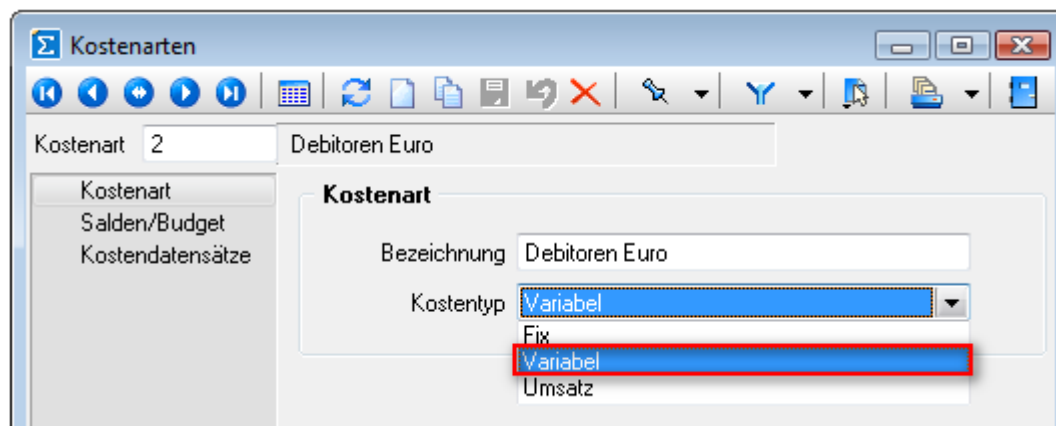 Kostenarten
Kostenart 2 Debitoren Euro
Kostenart
Salden/Budget
Kostendatensätze
Kostenart
Bezeichnung Debitoren Euro
Kostentyp Variabel
Fix
Variabel
Umsatz